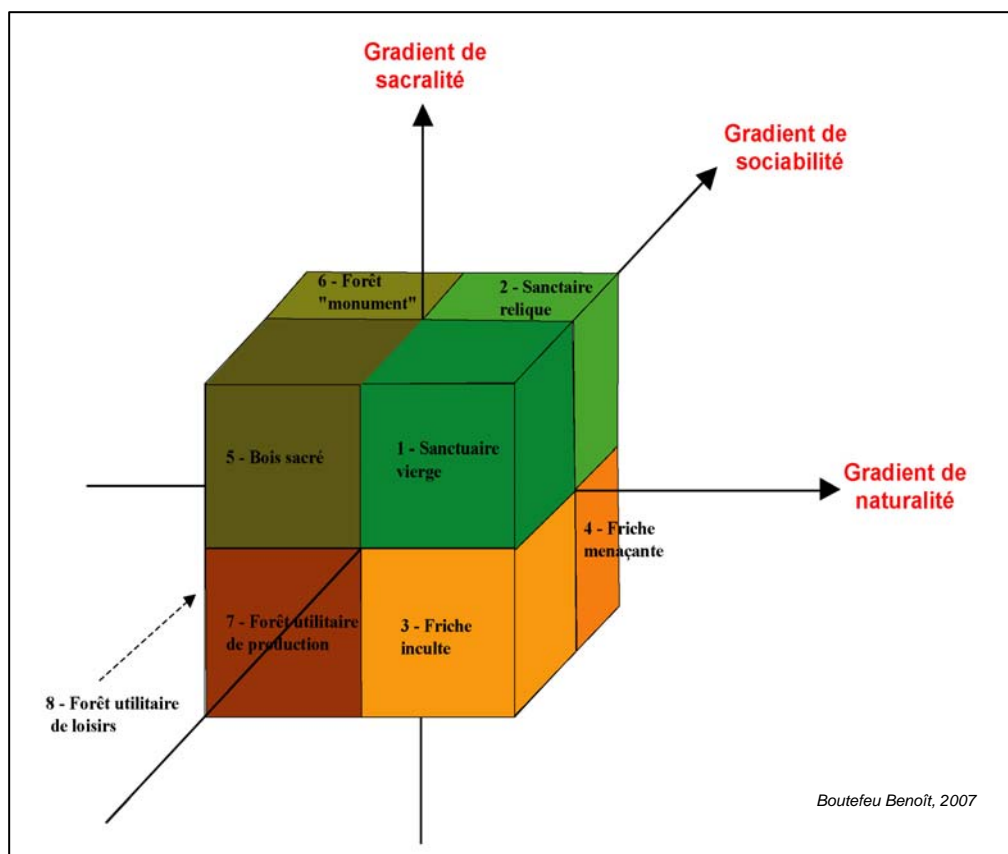 Gradient de
sacralité
Gradient de
sociabilité
6 - Forêt
"monument"
2 - Sanctaire
relique
5 - Bois sacré
1 - Sanctuaire
vierge
Gradient de
naturalité
4 - Friche
menaçante
7 - Forêt utilitaire
de production
3 - Friche
inculte
8 - Forêt utilitaire
de loisirs
Boutefeu Benoît, 2007